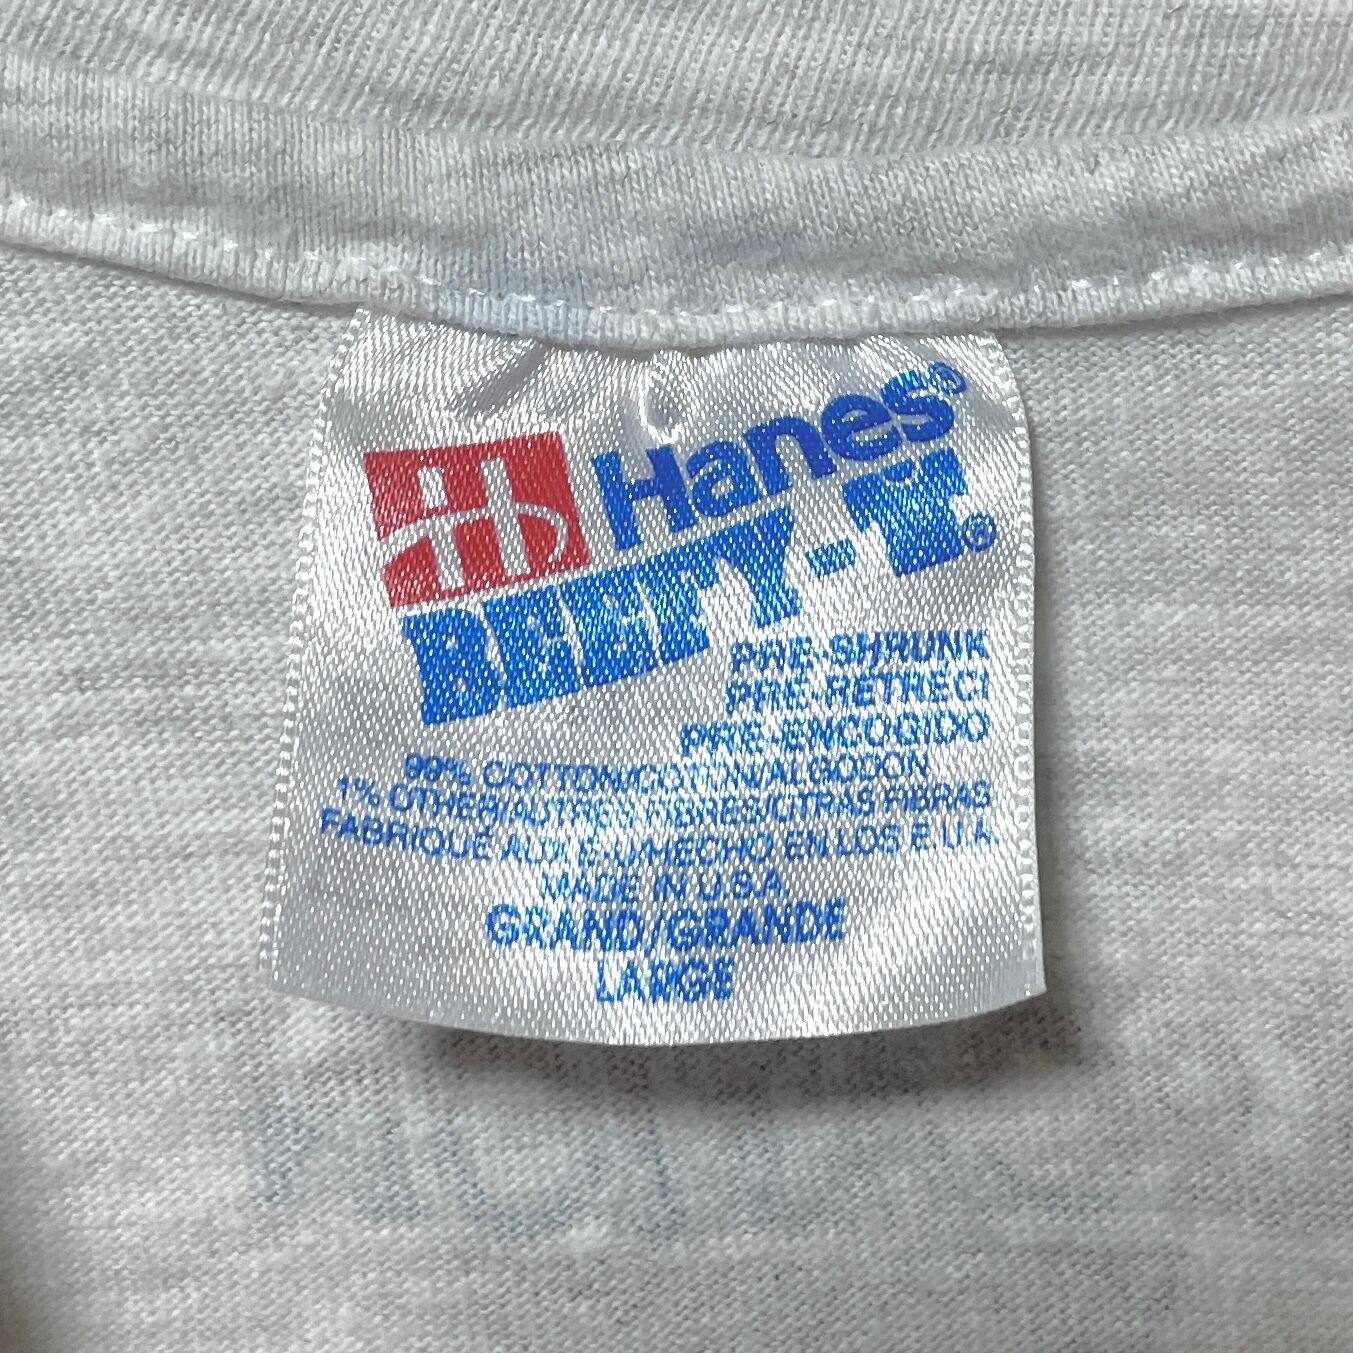 Hanes®
BEEFY-T®
PRE-SHRUNK
PRE-RETRECI
PRE-ENCOGIDO
99% COTTON/COTON/ALGODON
1% OTHER/AUTRES FIBRES/OTRAS FIBRAS
FABRIQUÉ AUX E.-U/HECHO EN LOS E U A
MADE IN U.S.A.
GRAND/GRANDE
LARGE